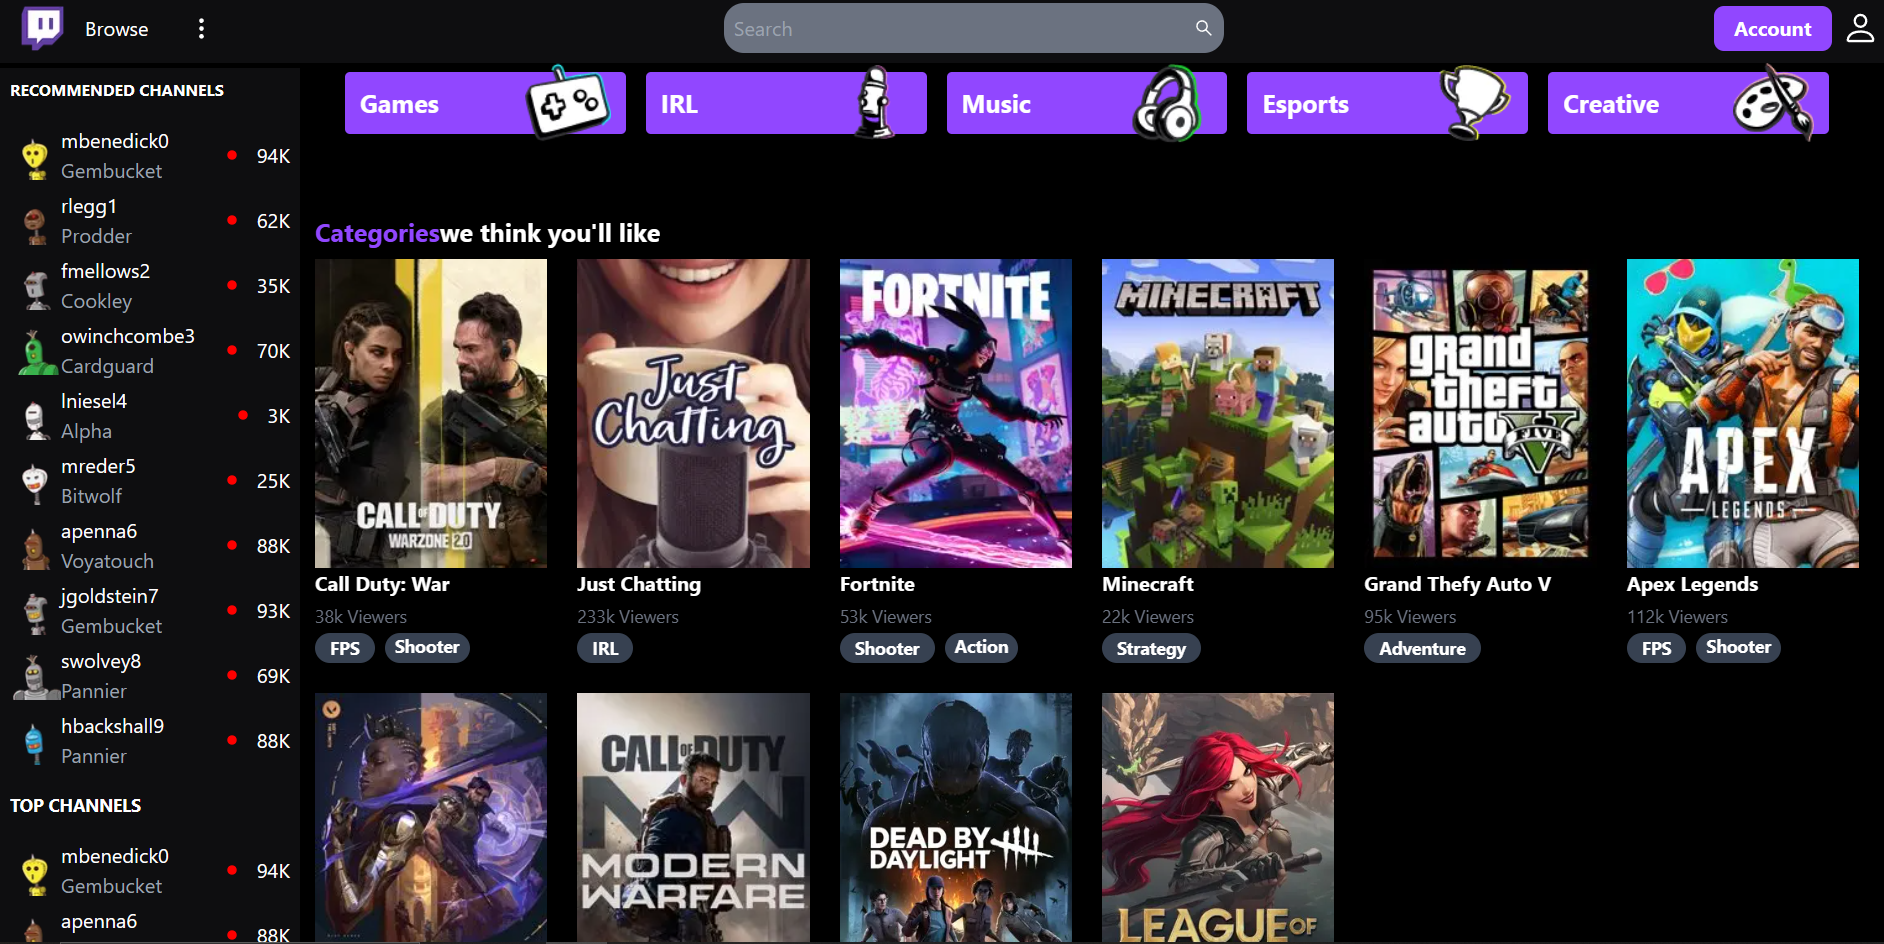 Browse
Search
Account
RECOMMENDED CHANNELS
mbenedick0
Gembucket
94K
rlegg1
Prodder
62K
fmellows2
Cookley
35K
owinchcombe3
Cardguard
70K
lniesel4
Alpha
3K
mreder5
Bitwolf
25K
apenna6
Voyatouch
88K
jgoldstein7
Gembucket
93K
swolvey8
Pannier
69K
hbackshall9
Pannier
88K
TOP CHANNELS
mbenedick0
Gembucket
94K
apenna6
88K
Games
IRL
Music
Esports
Creative
Categorieswe think you'll like
CALL OF DUTY
WARZONE 2.0
Call Duty: War
38k Viewers
FPS Shooter
Just
Chatting
Just Chatting
233k Viewers
IRL
FORTNITE
Fortnite
53k Viewers
Shooter Action
MINECRAFT
Minecraft
22k Viewers
Strategy
grand
theft
auto V
FIVE
Grand Thefy Auto V
95k Viewers
Adventure
APEX
LEGENDS
Apex Legends
112k Viewers
FPS Shooter
CALL OF DUTY
MW
MODERN
WARFARE
DEAD BY
DAYLIGHT
LEAGUE OF